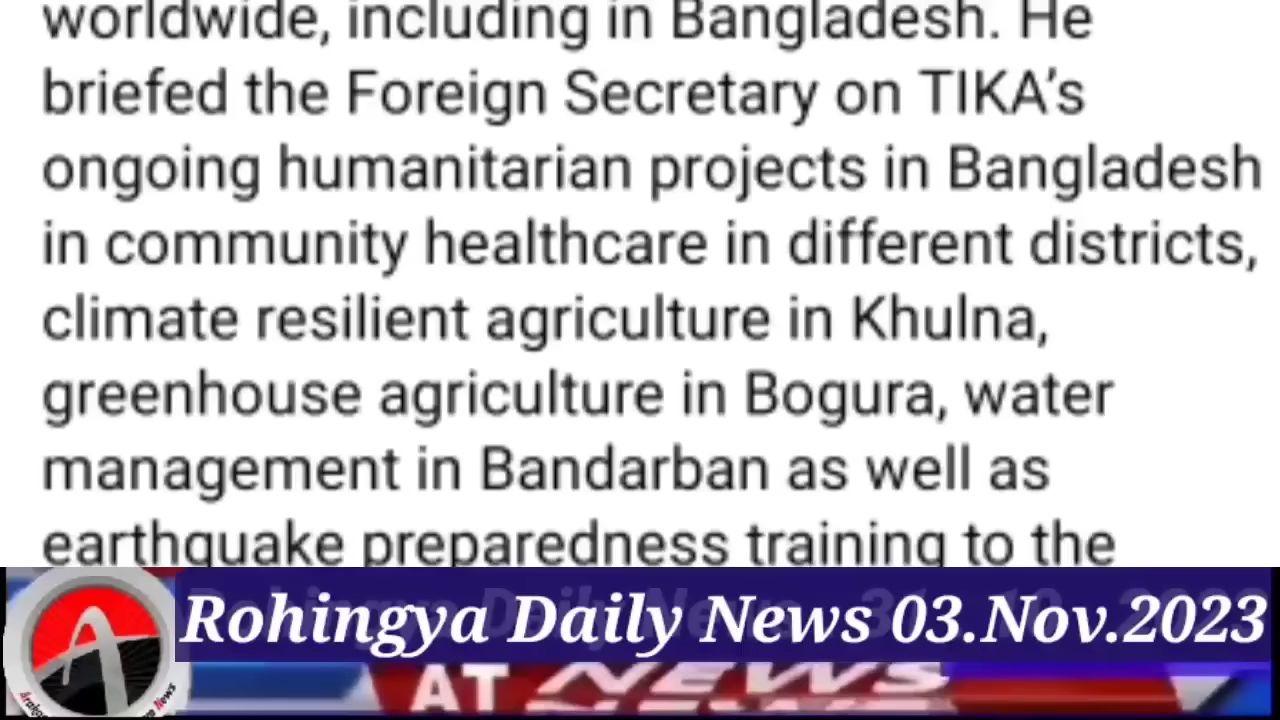 worldwide, including in Bangladesh. He
briefed the Foreign Secretary on TIKA’s
ongoing humanitarian projects in Bangladesh
in community healthcare in different districts,
climate resilient agriculture in Khulna,
greenhouse agriculture in Bogura, water
management in Bandarban as well as
earthquake preparedness training to the
Rohingya Daily News 03.Nov.2023
AT NEWS